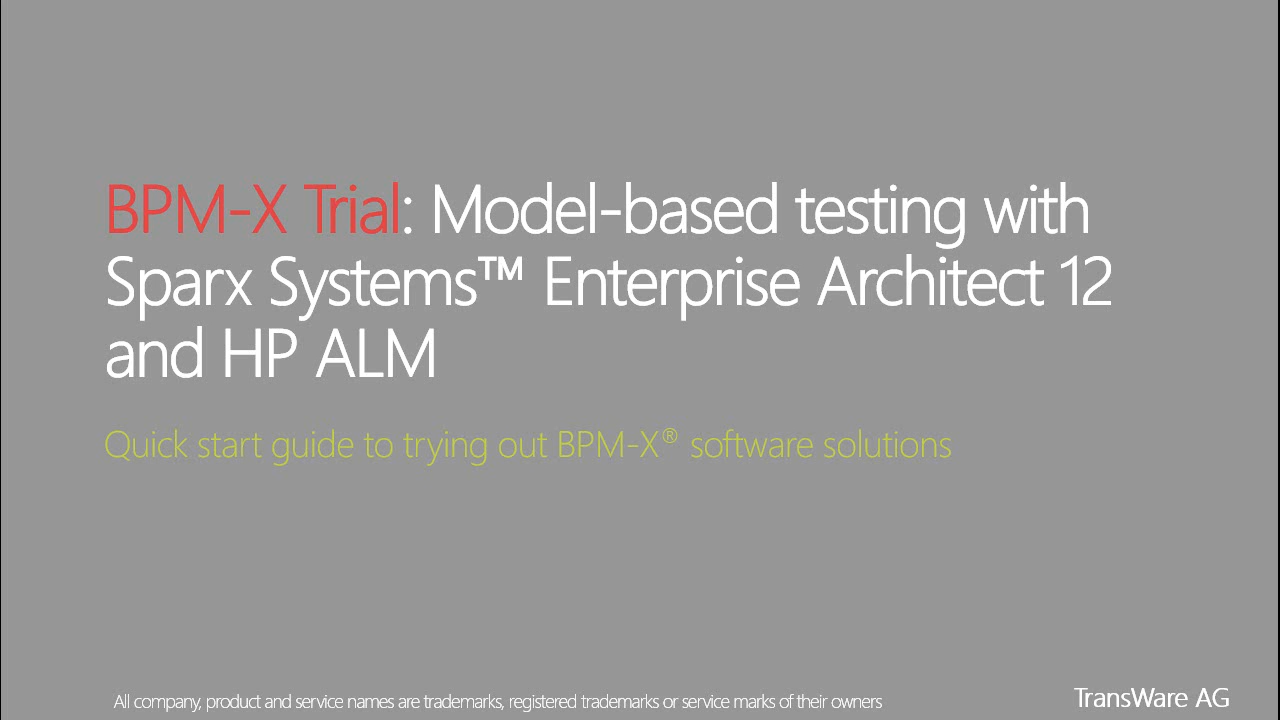 BPM-X Trial: Model-based testing with
Sparx Systems™ Enterprise Architect 12
and HP ALM
Quick start guide to trying out BPM-X® software solutions
All company, product and service names are trademarks, registered trademarks or service marks of their owners
TransWare AG